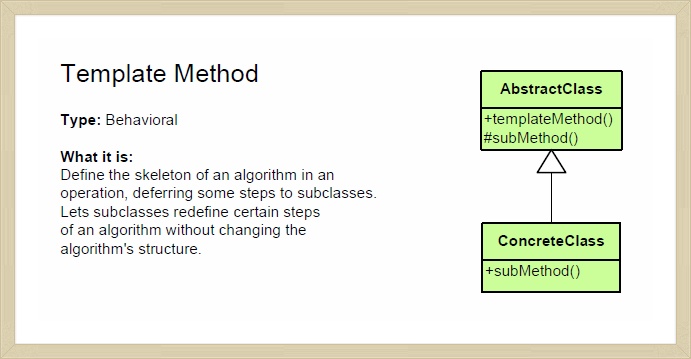 Template Method
Type: Behavioral
What it is:
Define the skeleton of an algorithm in an
operation, deferring some steps to subclasses.
Lets subclasses redefine certain steps
of an algorithm without changing the
algorithm's structure.
AbstractClass
+templateMethod()
#subMethod()
ConcreteClass
+subMethod()